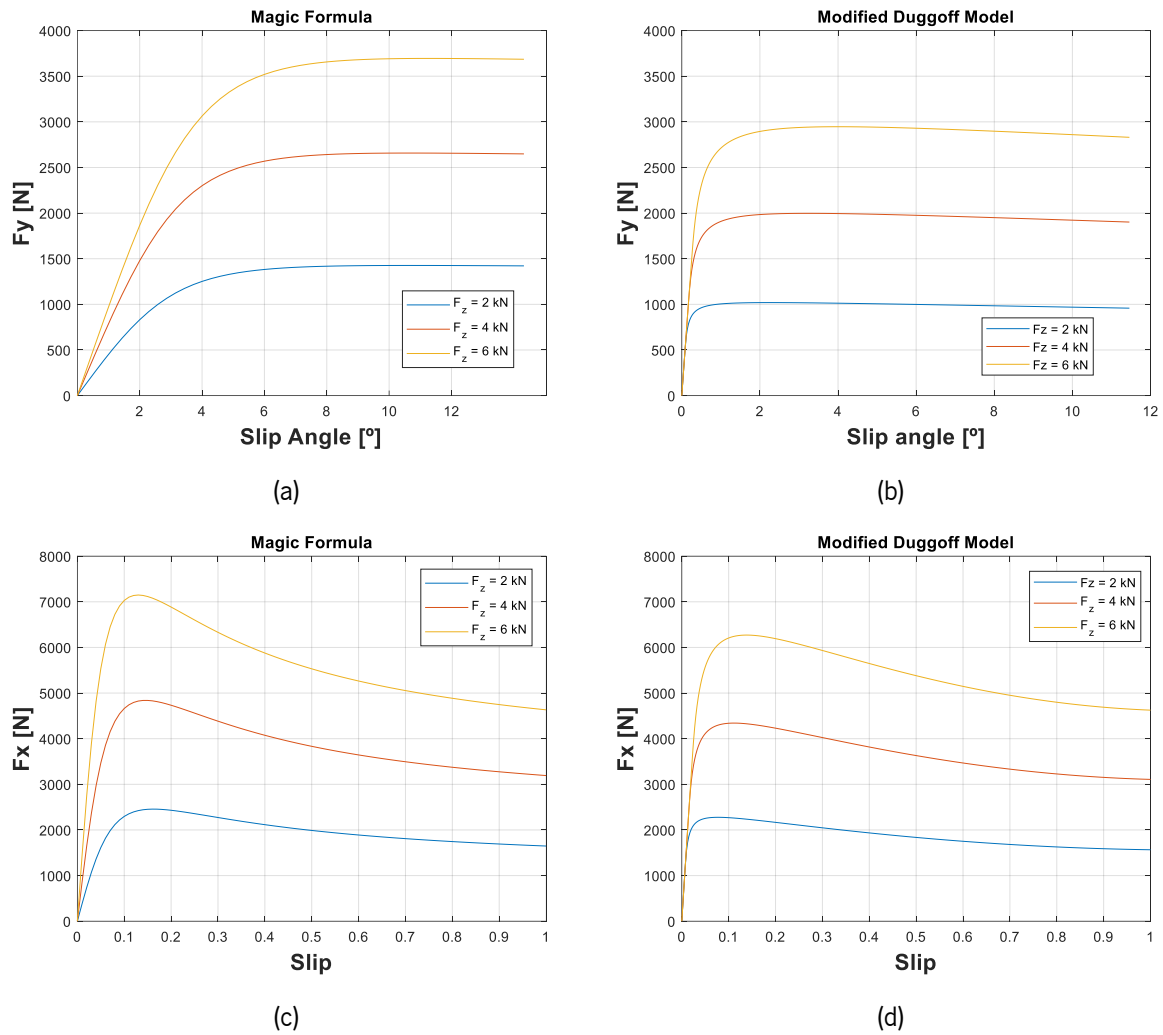 Magic Formula
4000
3500
3000
2500
2000
1500
1000
500
0
Fy [N]
F_z = 2 kN
F_z = 4 kN
F_z = 6 kN
2 4 6 8 10 12
Slip Angle [º]
(a)
Modified Duggoff Model
4000
3500
3000
2500
2000
1500
1000
500
0
Fy [N]
Fz = 2 kN
Fz = 4 kN
Fz = 6 kN
0 2 4 6 8 10 12
Slip angle [º]
(b)
Magic Formula
8000
7000
6000
5000
4000
3000
2000
1000
0
Fx [N]
F_z = 2 kN
F_z = 4 kN
F_z = 6 kN
0 0.1 0.2 0.3 0.4 0.5 0.6 0.7 0.8 0.9 1
Slip
(c)
Modified Duggoff Model
8000
7000
6000
5000
4000
3000
2000
1000
0
Fx [N]
Fz = 2 kN
F_z = 4 kN
F_z = 6 kN
0 0.1 0.2 0.3 0.4 0.5 0.6 0.7 0.8 0.9 1
Slip
(d)